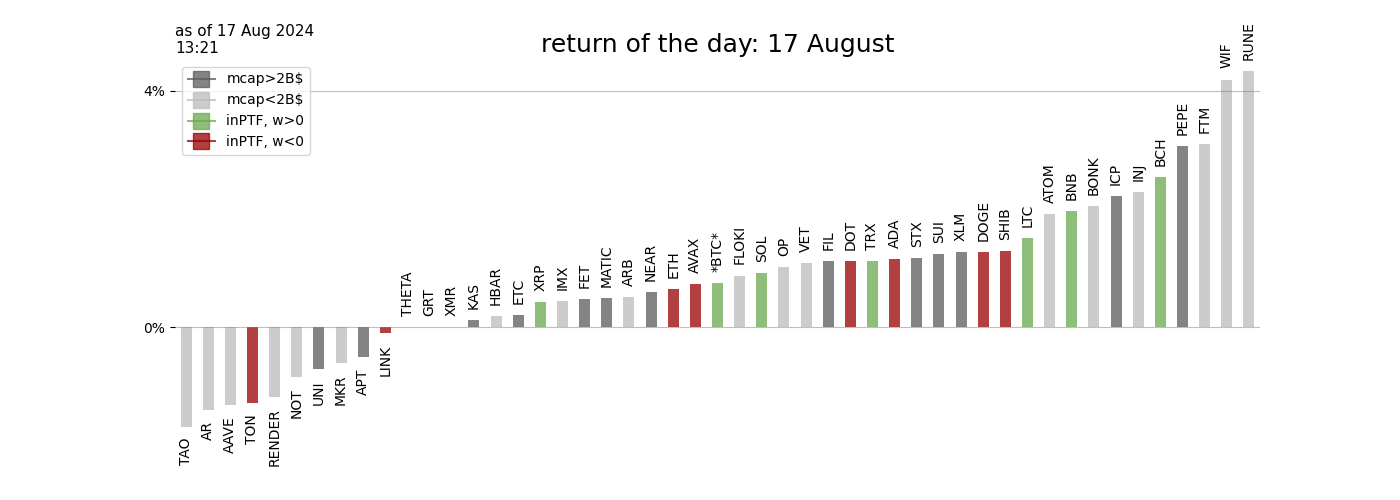 as of 17 Aug 2024
13:21
return of the day: 17 August
mcap>2B$
mcap<2B$
inPTF, w>0
inPTF, w<0
4%
0%
TAO
AR
AAVE
TON
RENDER
NOT
UNI
MKR
APT
LINK
THETA
GRT
XMR
KAS
HBAR
ETC
XRP
IMX
FET
MATIC
ARB
NEAR
ETH
AVAX
*BTC*
FLOKI
SOL
OP
VET
FIL
DOT
TRX
ADA
STX
SUI
XLM
DOGE
SHIB
LTC
ATOM
BNB
BONK
ICP
INJ
BCH
PEPE
FTM
WIF
RUNE